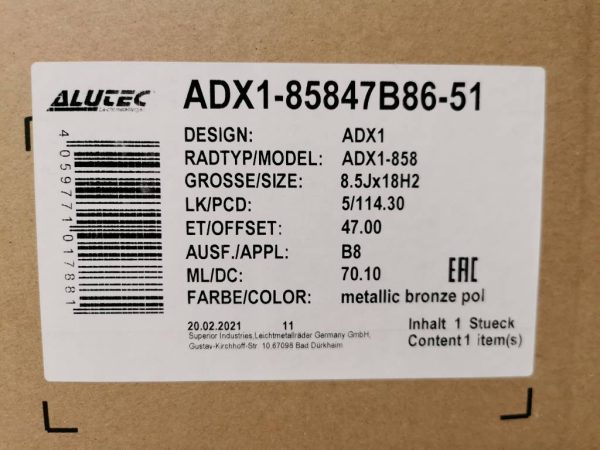 ALUTEC
ADX1-85847B86-51
DESIGN: ADX1
RADTYP/MODEL: ADX1-858
GROSSE/SIZE: 8.5Jx18H2
LK/PCD: 5/114.30
ET/OFFSET: 47.00
AUSF./APPL: B8
ML/DC: 70.10
FARBE/COLOR: metallic bronze pol
EAC
4059771017881
20.02.2021 11
Superior Industries,Leichtmetallräder Germany GmbH,
Gustav-Kirchhoff-Str 10,67098 Bad Dürkheim
Inhalt 1 Stueck
Content 1 item(s)